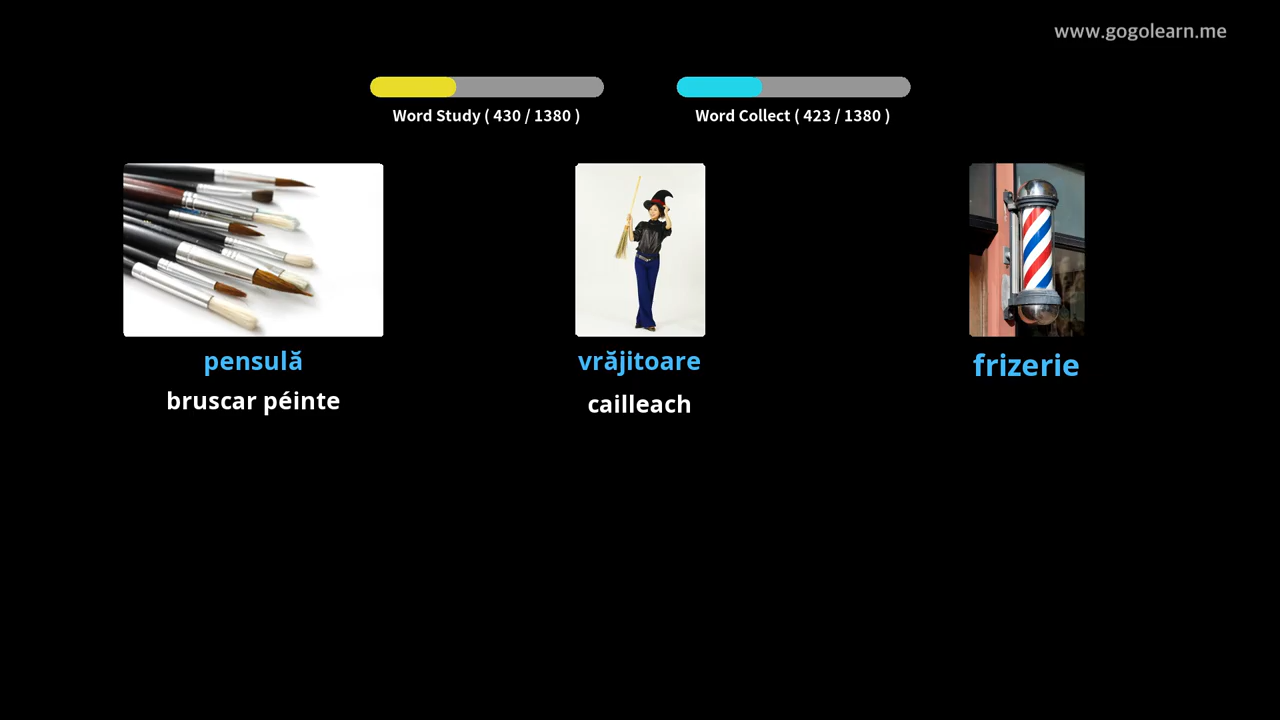 www.gogolearn.me
Word Study ( 430 / 1380 )
Word Collect ( 423 / 1380 )
pensulă
bruscar péinte
vrăjitoare
cailleach
frizerie